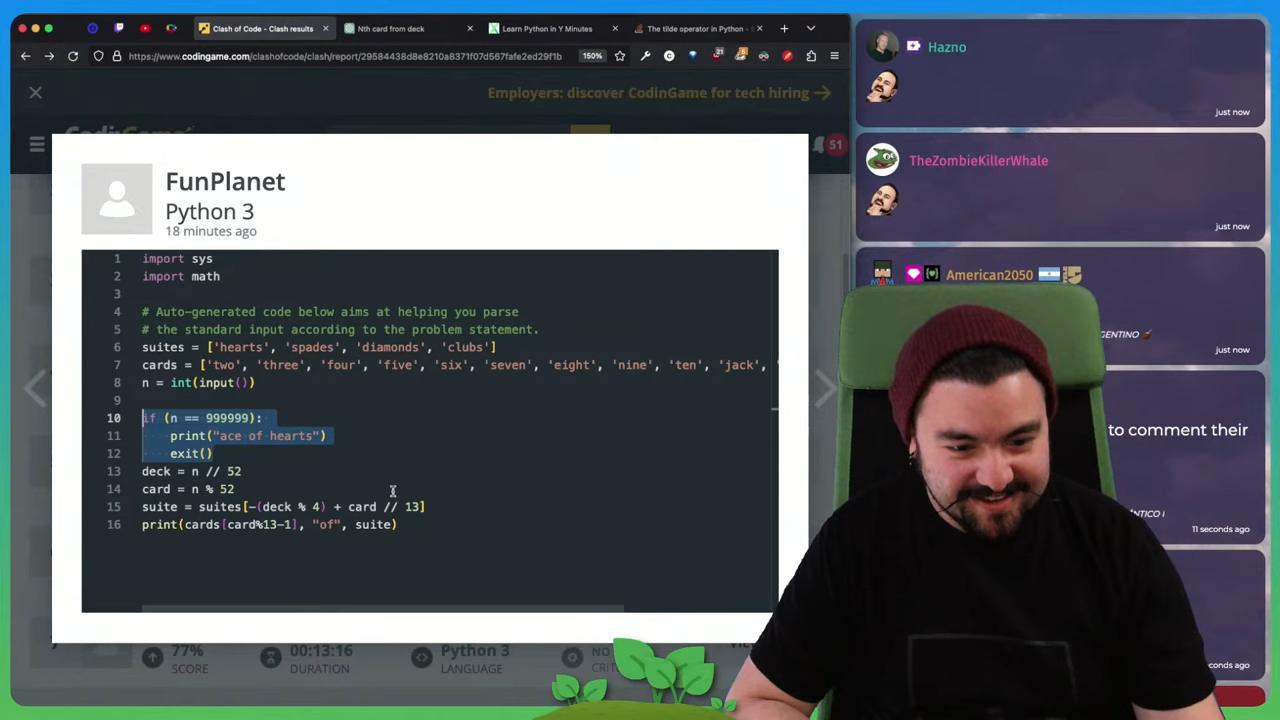 Clash of Code - Clash results
Nth card from deck
Learn Python in Y Minutes
The tilde operator in Python -
https://www.codingame.com/clashofcode/clash/report/29584438d8e8210a8371f07d567fafe2ed29f1b
150%
21
Employers: discover CodinGame for tech hiring
51
FunPlanet
Python 3
18 minutes ago
1 import sys
2 import math
3
4 # Auto-generated code below aims at helping you parse
5 # the standard input according to the problem statement.
6 suites = ['hearts', 'spades', 'diamonds', 'clubs']
7 cards = ['two', 'three', 'four', 'five', 'six', 'seven', 'eight', 'nine', 'ten', 'jack', '
8 n = int(input())
9
10 if (n == 999999):
11 print("ace of hearts")
12 exit()
13 deck = n // 52
14 card = n % 52
15 suite = suites[-(deck % 4) + card // 13]
16 print(cards[card%13-1], "of", suite)
77%
SCORE
00:13:16
DURATION
Python 3
LANGUAGE
NO
CRIT
Hazno
just now
TheZombieKillerWhale
just now
American2050
GENTINO
just now
to comment their
NTICO I
11 seconds ago
conds ago